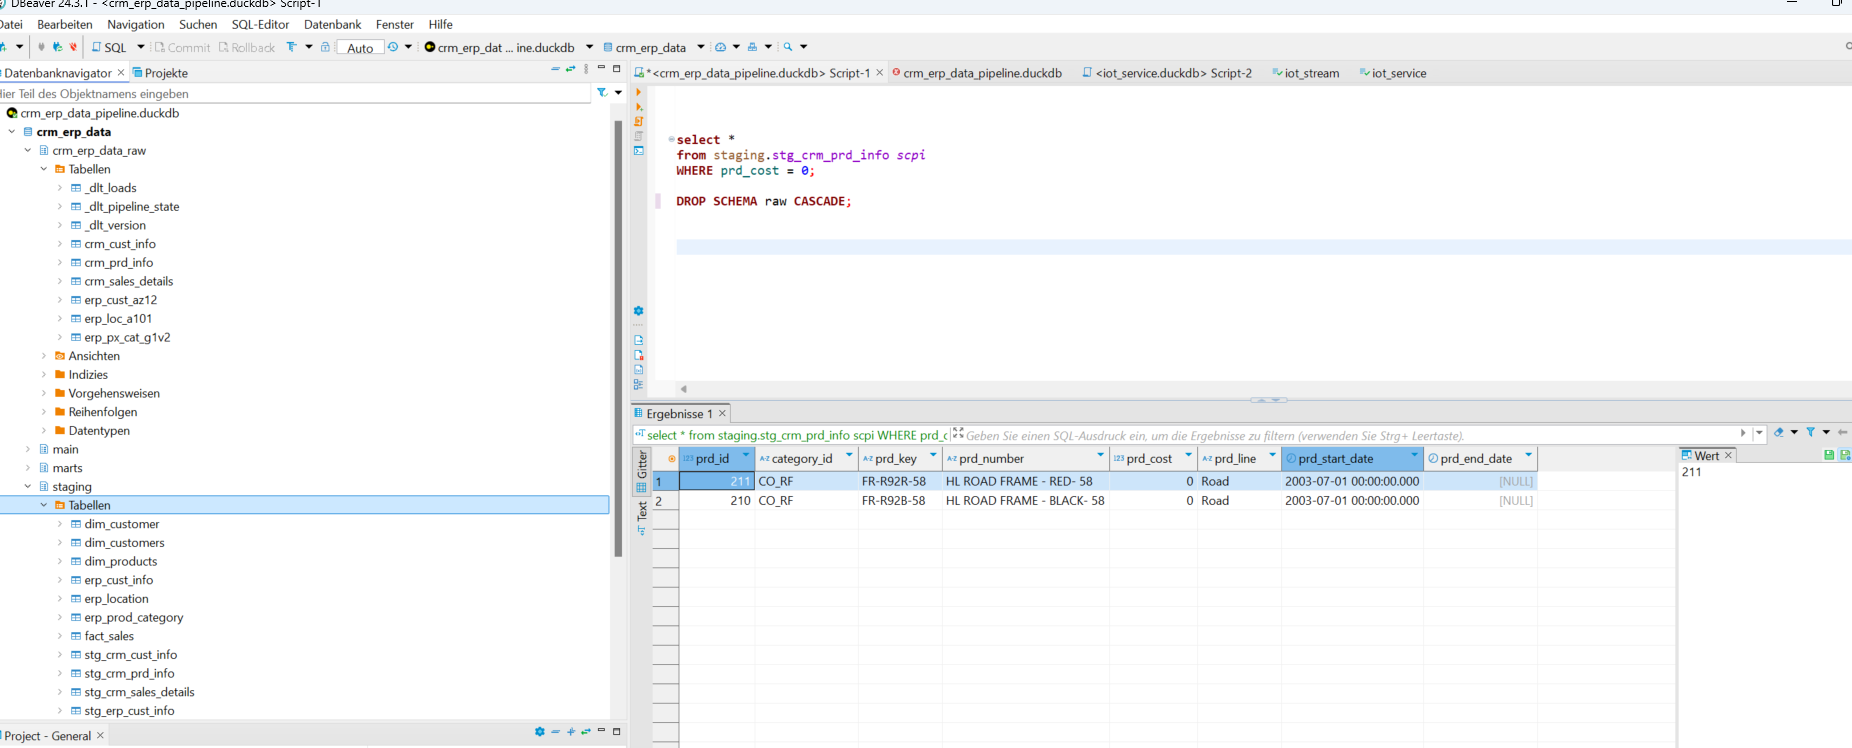 DBeaver 24.3.1 - <crm_erp_data_pipeline.duckdb> Script-1
Datei Bearbeiten Navigation Suchen SQL-Editor Datenbank Fenster Hilfe
SQL Commit Rollback Auto crm_erp_dat ... ine.duckdb crm_erp_data
Datenbanknavigator Projekte
Hier Teil des Objektnamens eingeben
crm_erp_data_pipeline.duckdb
crm_erp_data
crm_erp_data_raw
Tabellen
_dlt_loads
_dlt_pipeline_state
_dlt_version
crm_cust_info
crm_prd_info
crm_sales_details
erp_cust_az12
erp_loc_a101
erp_px_cat_g1v2
Ansichten
Indizies
Vorgehensweisen
Reihenfolgen
Datentypen
main
marts
staging
Tabellen
dim_customer
dim_customers
dim_products
erp_cust_info
erp_location
erp_prod_category
fact_sales
stg_crm_cust_info
stg_crm_prd_info
stg_crm_sales_details
stg_erp_cust_info
Project - General
*<crm_erp_data_pipeline.duckdb> Script-1 crm_erp_data_pipeline.duckdb <iot_service.duckdb> Script-2 iot_stream iot_service
select *
from staging.stg_crm_prd_info scpi
WHERE prd_cost = 0;
DROP SCHEMA raw CASCADE;
Ergebnisse 1
select * from staging.stg_crm_prd_info scpi WHERE prd_c Geben Sie einen SQL-Ausdruck ein, um die Ergebnisse zu filtern (verwenden Sie Strg+ Leertaste).
Gitter
Text
123 prd_id A-Z category_id A-Z prd_key A-Z prd_number 123 prd_cost A-Z prd_line prd_start_date prd_end_date
1 211 CO_RF FR-R92R-58 HL ROAD FRAME - RED- 58 0 Road 2003-07-01 00:00:00.000 [NULL]
2 210 CO_RF FR-R92B-58 HL ROAD FRAME - BLACK- 58 0 Road 2003-07-01 00:00:00.000 [NULL]
Wert
211